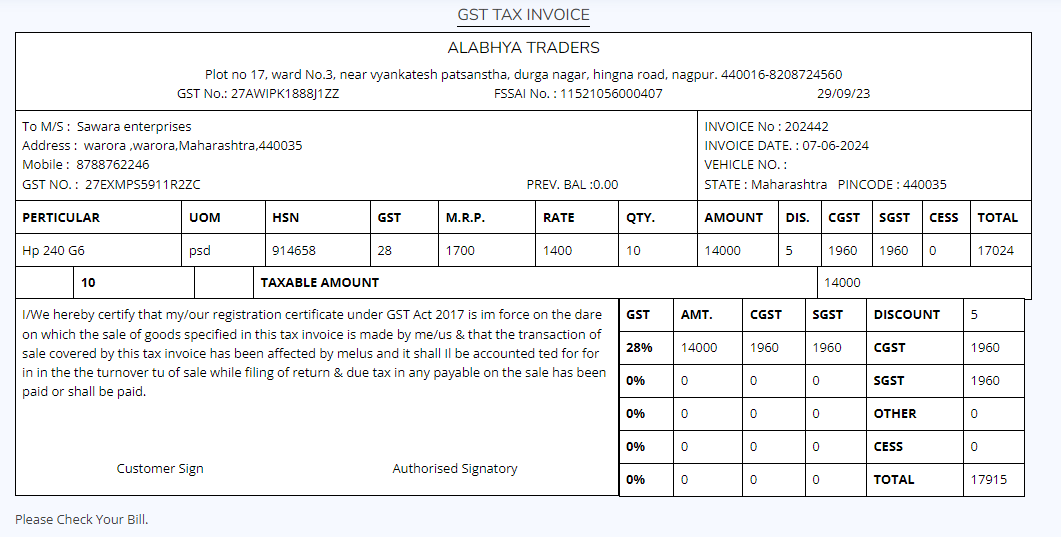 GST TAX INVOICE
ALABHYA TRADERS
Plot no 17, ward No.3, near vyankatesh patsanstha, durga nagar, hingna road, nagpur. 440016-8208724560
GST No.: 27AWIPK1888J1ZZ FSSAI No. : 11521056000407 29/09/23
To M/S : Sawara enterprises
Address : warora ,warora,Maharashtra,440035
Mobile : 8788762246
GST NO. : 27EXMPS5911R2ZC PREV. BAL :0.00
INVOICE No : 202442
INVOICE DATE. : 07-06-2024
VEHICLE NO. :
STATE : Maharashtra PINCODE : 440035
PERTICULAR UOM HSN GST M.R.P. RATE QTY. AMOUNT DIS. CGST SGST CESS TOTAL
Hp 240 G6 psd 914658 28 1700 1400 10 14000 5 1960 1960 0 17024
10 TAXABLE AMOUNT 14000
I/We hereby certify that my/our registration certificate under GST Act 2017 is im force on the dare
on which the sale of goods specified in this tax invoice is made by me/us & that the transaction of
sale covered by this tax invoice has been affected by melus and it shall Il be accounted ted for for
in in the the turnover tu of sale while filing of return & due tax in any payable on the sale has been
paid or shall be paid.
Customer Sign Authorised Signatory
GST AMT. CGST SGST DISCOUNT 5
28% 14000 1960 1960 CGST 1960
0% 0 0 0 SGST 1960
0% 0 0 0 OTHER 0
0% 0 0 0 CESS 0
0% 0 0 0 TOTAL 17915
Please Check Your Bill.